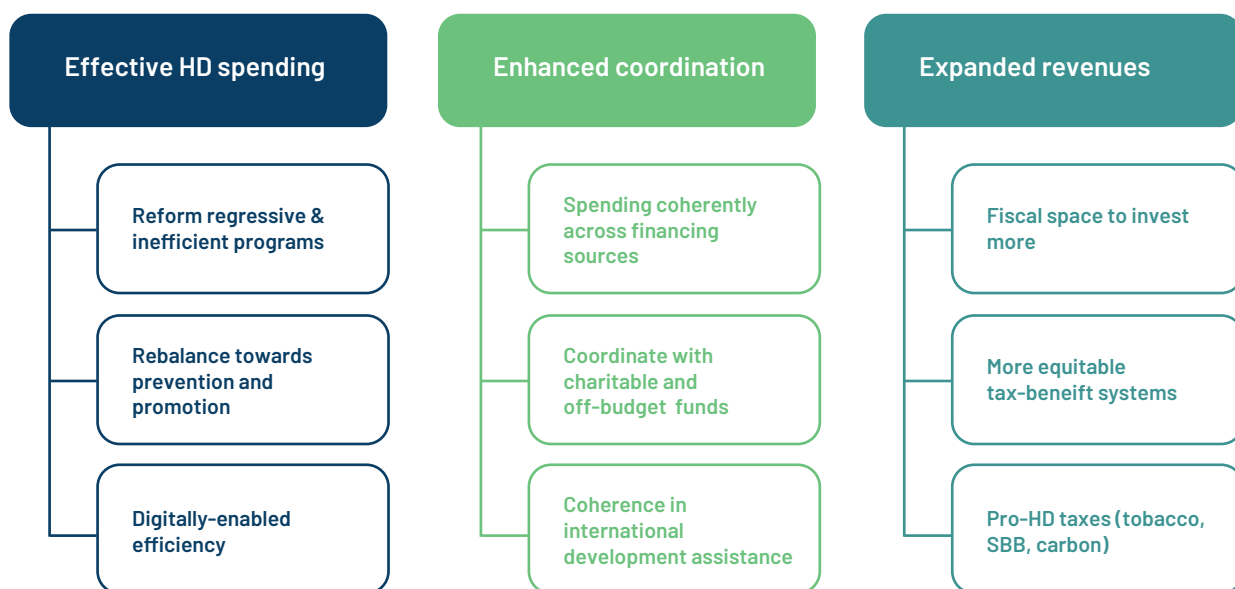 Effective HD spending
Reform regressive &
inefficient programs
Rebalance towards
prevention and
promotion
Digitally-enabled
efficiency
Enhanced coordination
Spending coherently
across financing
sources
Coordinate with
charitable and
off-budget funds
Coherence in
international
development assistance
Expanded revenues
Fiscal space to invest
more
More equitable
tax-beneift systems
Pro-HD taxes (tobacco,
SBB, carbon)